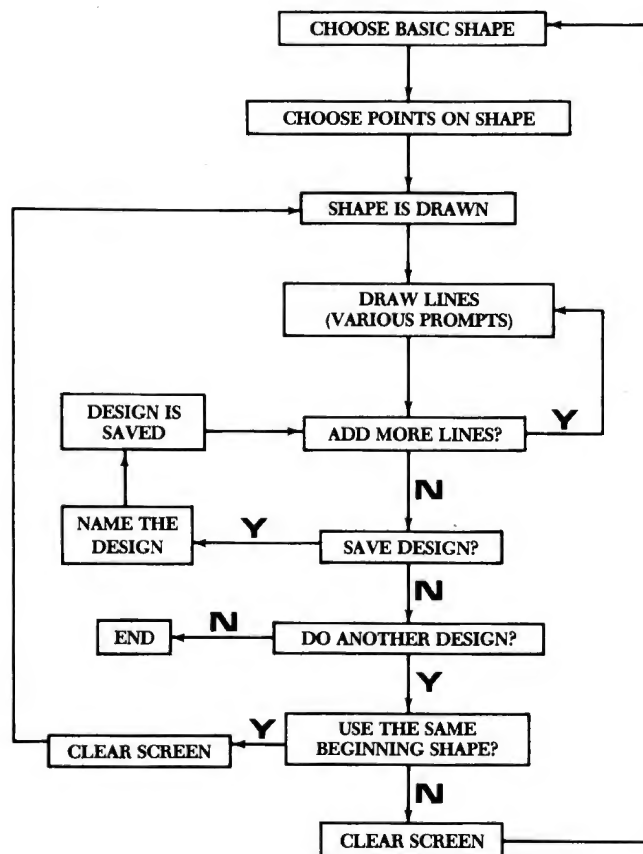 CHOOSE BASIC SHAPE
CHOOSE POINTS ON SHAPE
SHAPE IS DRAWN
DRAW LINES
(VARIOUS PROMPTS)
DESIGN IS
SAVED
ADD MORE LINES?
Y
N
NAME THE
DESIGN
Y
SAVE DESIGN?
N
END
N
DO ANOTHER DESIGN?
Y
CLEAR SCREEN
Y
USE THE SAME
BEGINNING SHAPE?
N
CLEAR SCREEN